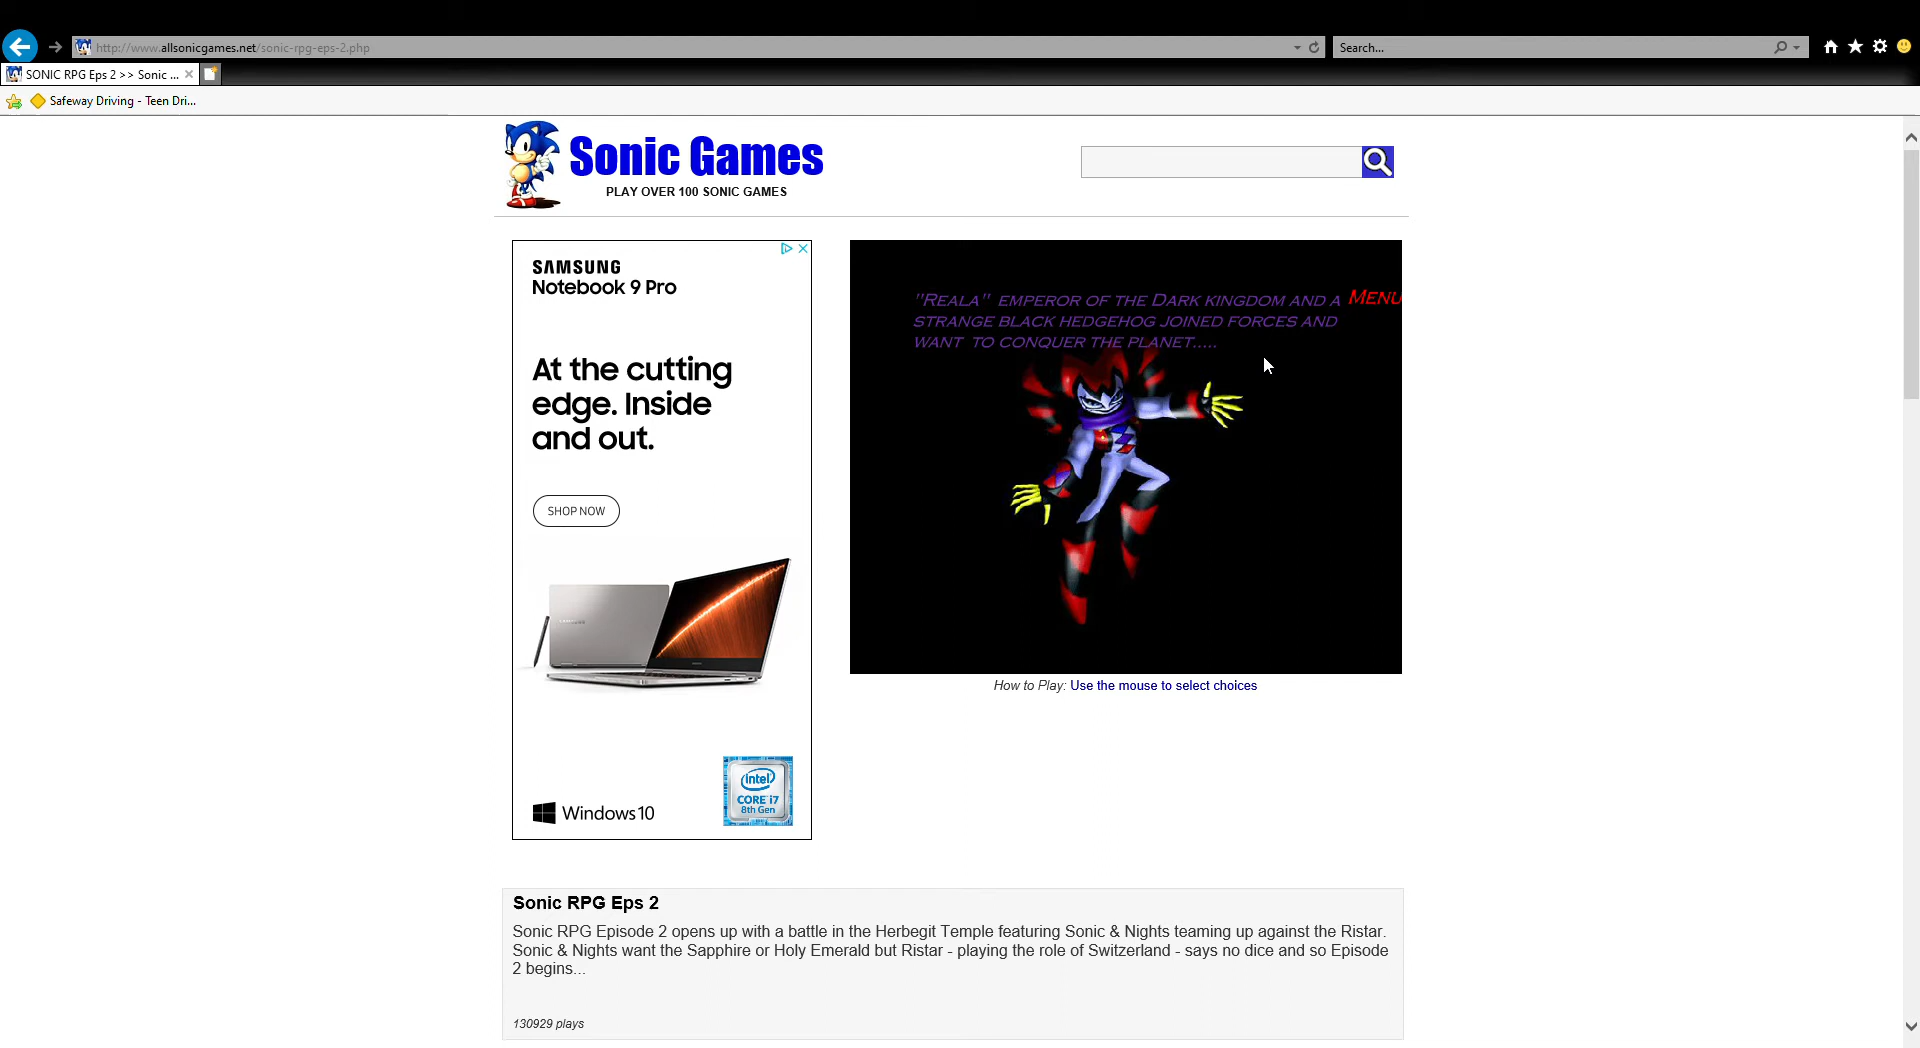 http://www.allsonicgames.net/sonic-rpg-eps-2.php
Search...
SONIC RPG Eps 2 >> Sonic ...
Safeway Driving - Teen Dri...
Sonic Games
PLAY OVER 100 SONIC GAMES
SAMSUNG
Notebook 9 Pro
At the cutting
edge. Inside
and out.
SHOP NOW
Windows 10
intel
CORE i7
8th Gen
"REALA" EMPEROR OF THE DARK KINGDOM AND A
STRANGE BLACK HEDGEHOG JOINED FORCES AND
WANT TO CONQUER THE PLANET.....
MENU
How to Play: Use the mouse to select choices
Sonic RPG Eps 2
Sonic RPG Episode 2 opens up with a battle in the Herbegit Temple featuring Sonic & Nights teaming up against the Ristar.
Sonic & Nights want the Sapphire or Holy Emerald but Ristar - playing the role of Switzerland - says no dice and so Episode
2 begins...
130929 plays